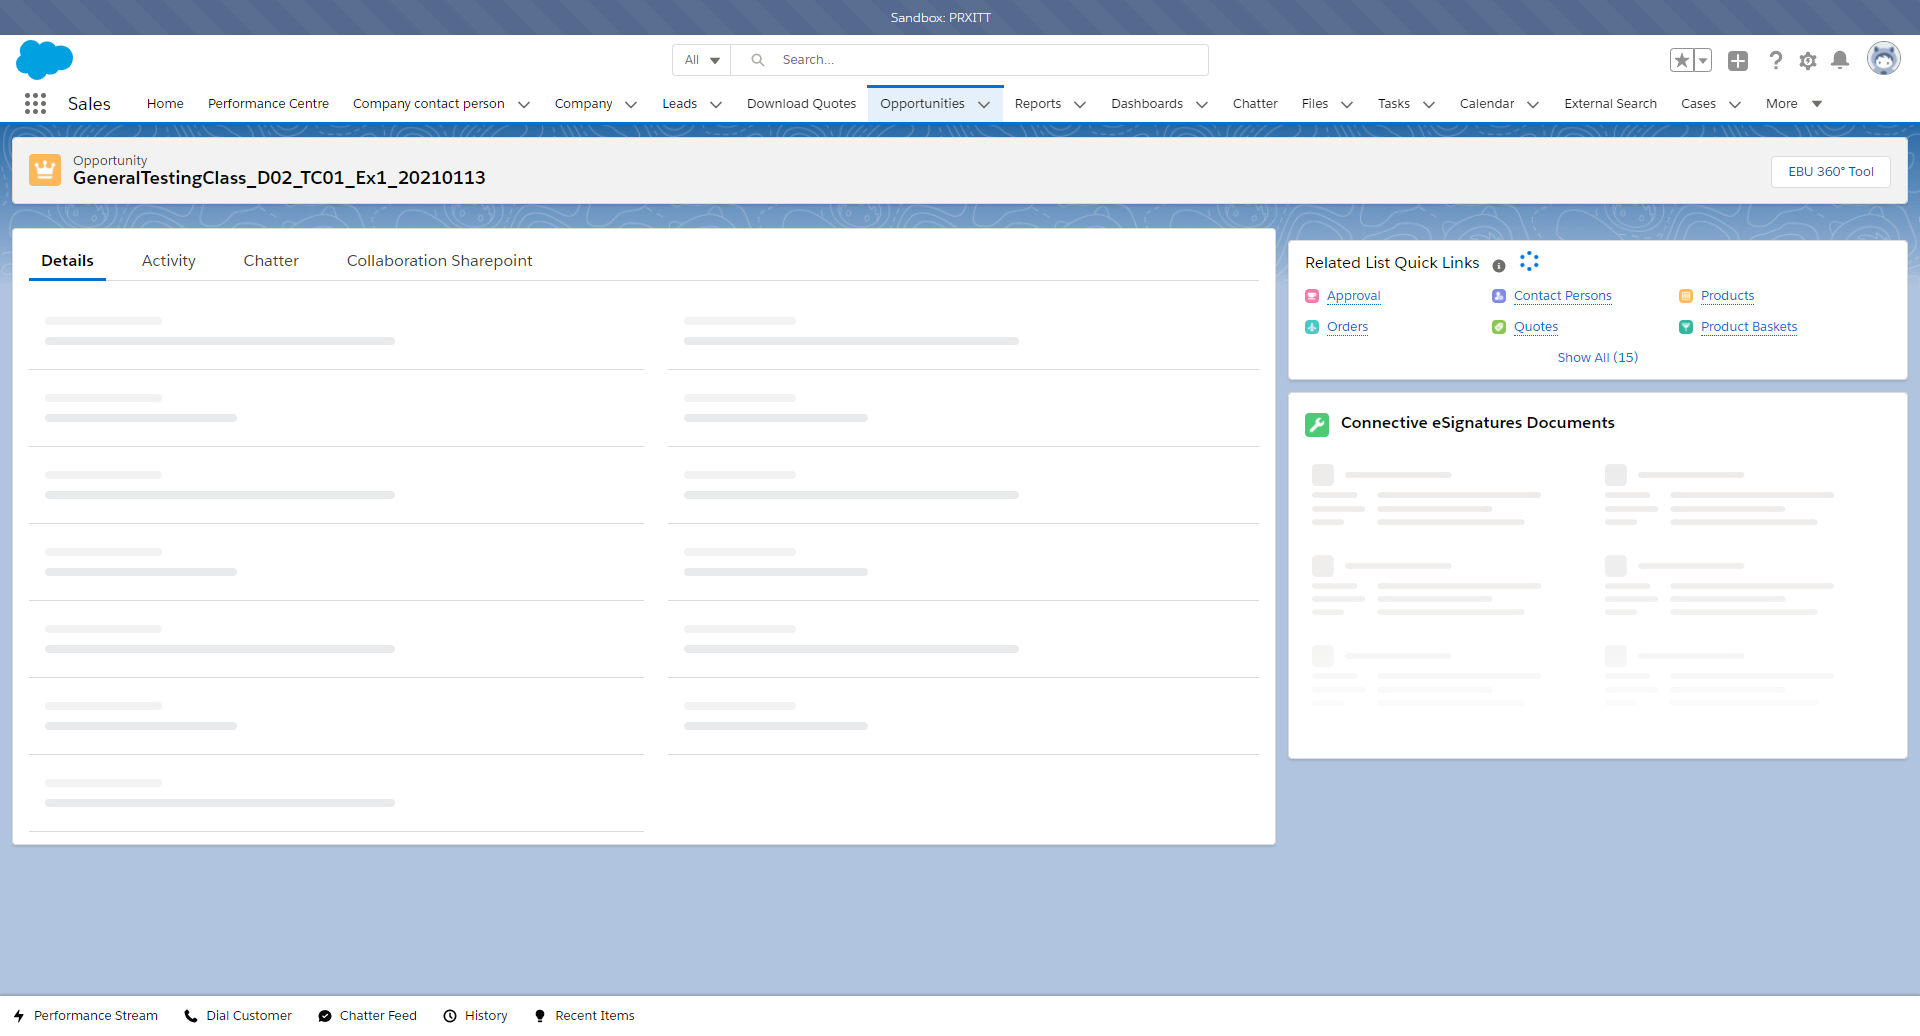 Sandbox: PRXITT
All
Search...
Sales
Home
Performance Centre
Company contact person
Company
Leads
Download Quotes
Opportunities
Reports
Dashboards
Chatter
Files
Tasks
Calendar
External Search
Cases
More
Opportunity
GeneralTestingClass_D02_TC01_Ex1_20210113
EBU 360° Tool
Details
Activity
Chatter
Collaboration Sharepoint
Related List Quick Links
Approval
Contact Persons
Products
Orders
Quotes
Product Baskets
Show All (15)
Connective eSignatures Documents
Performance Stream
Dial Customer
Chatter Feed
History
Recent Items